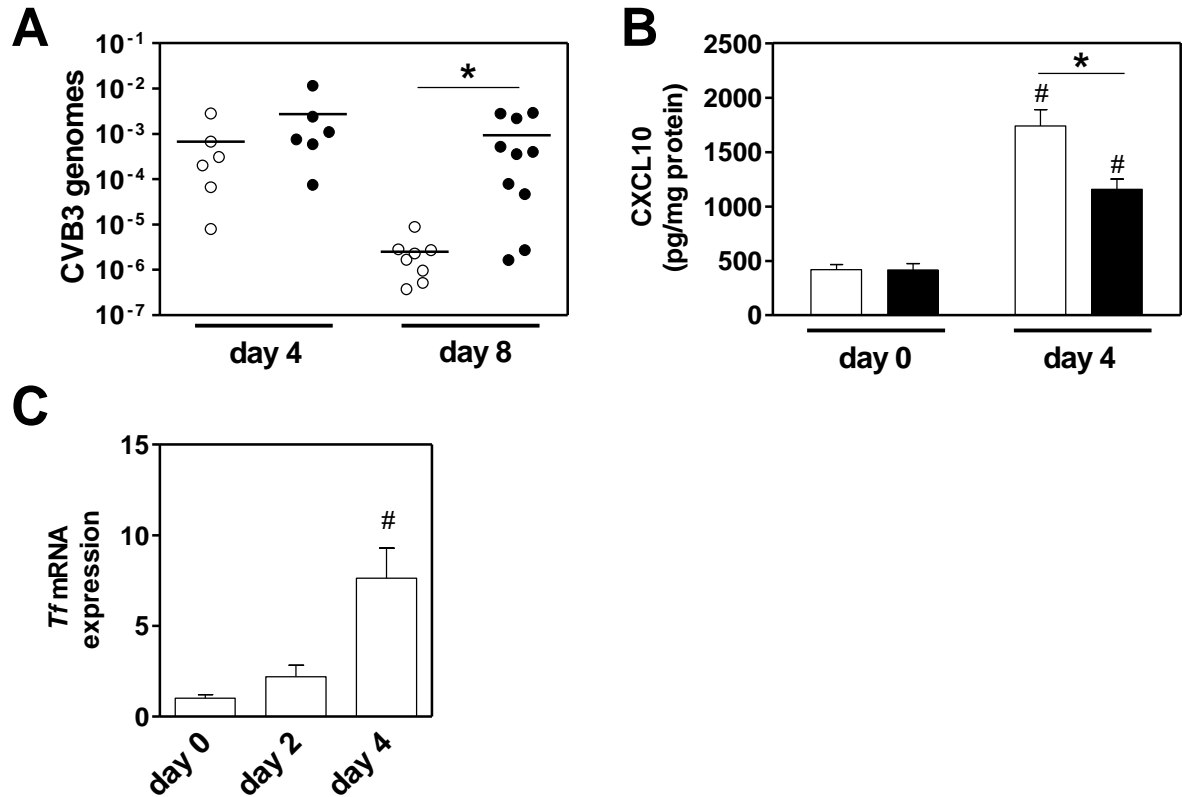 A
CVB3 genomes
10-1
10-2
10-3
10-4
10-5
10-6
10-7
*
day 4
day 8
B
CXCL10
(pg/mg protein)
2500
2000
1500
1000
500
0
*
#
#
day 0
day 4
C
Tf mRNA
expression
15
10
5
0
#
day 0
day 2
day 4